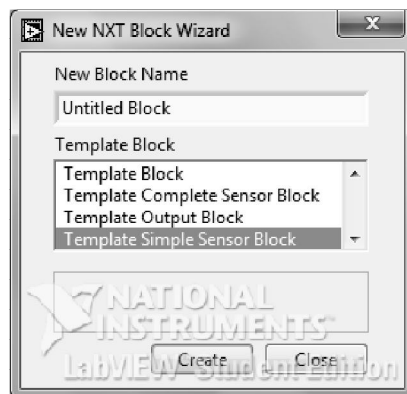 New NXT Block Wizard
x
New Block Name
Untitled Block
Template Block
Template Block
Template Complete Sensor Block
Template Output Block
Template Simple Sensor Block
NATIONAL
INSTRUMENTS™
LabVIEW Student Edition
Create Close